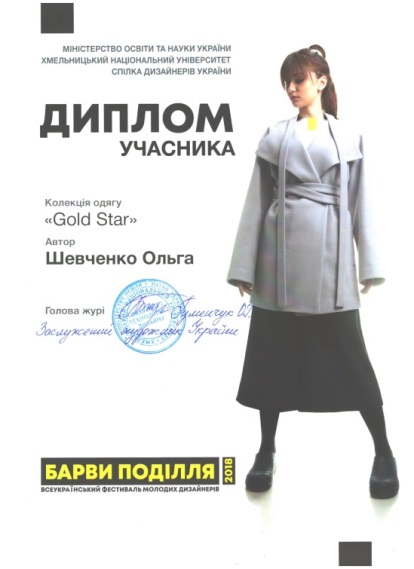 МІНІСТЕРСТВО ОСВІТИ ТА НАУКИ УКРАЇНИ
ХМЕЛЬНИЦЬКИЙ НАЦІОНАЛЬНИЙ УНІВЕРСИТЕТ
СПІЛКА ДИЗАЙНЕРІВ УКРАЇНИ
ДИПЛОМ
УЧАСНИКА
Колекція одягу
«Gold Star»
Автор
Шевченко Ольга
Голова журі
Заслужений художник України
БАРВИ ПОДІЛЛЯ
2018
ВСЕУКРАЇНСЬКИЙ ФЕСТИВАЛЬ МОЛОДИХ ДИЗАЙНЕРІВ